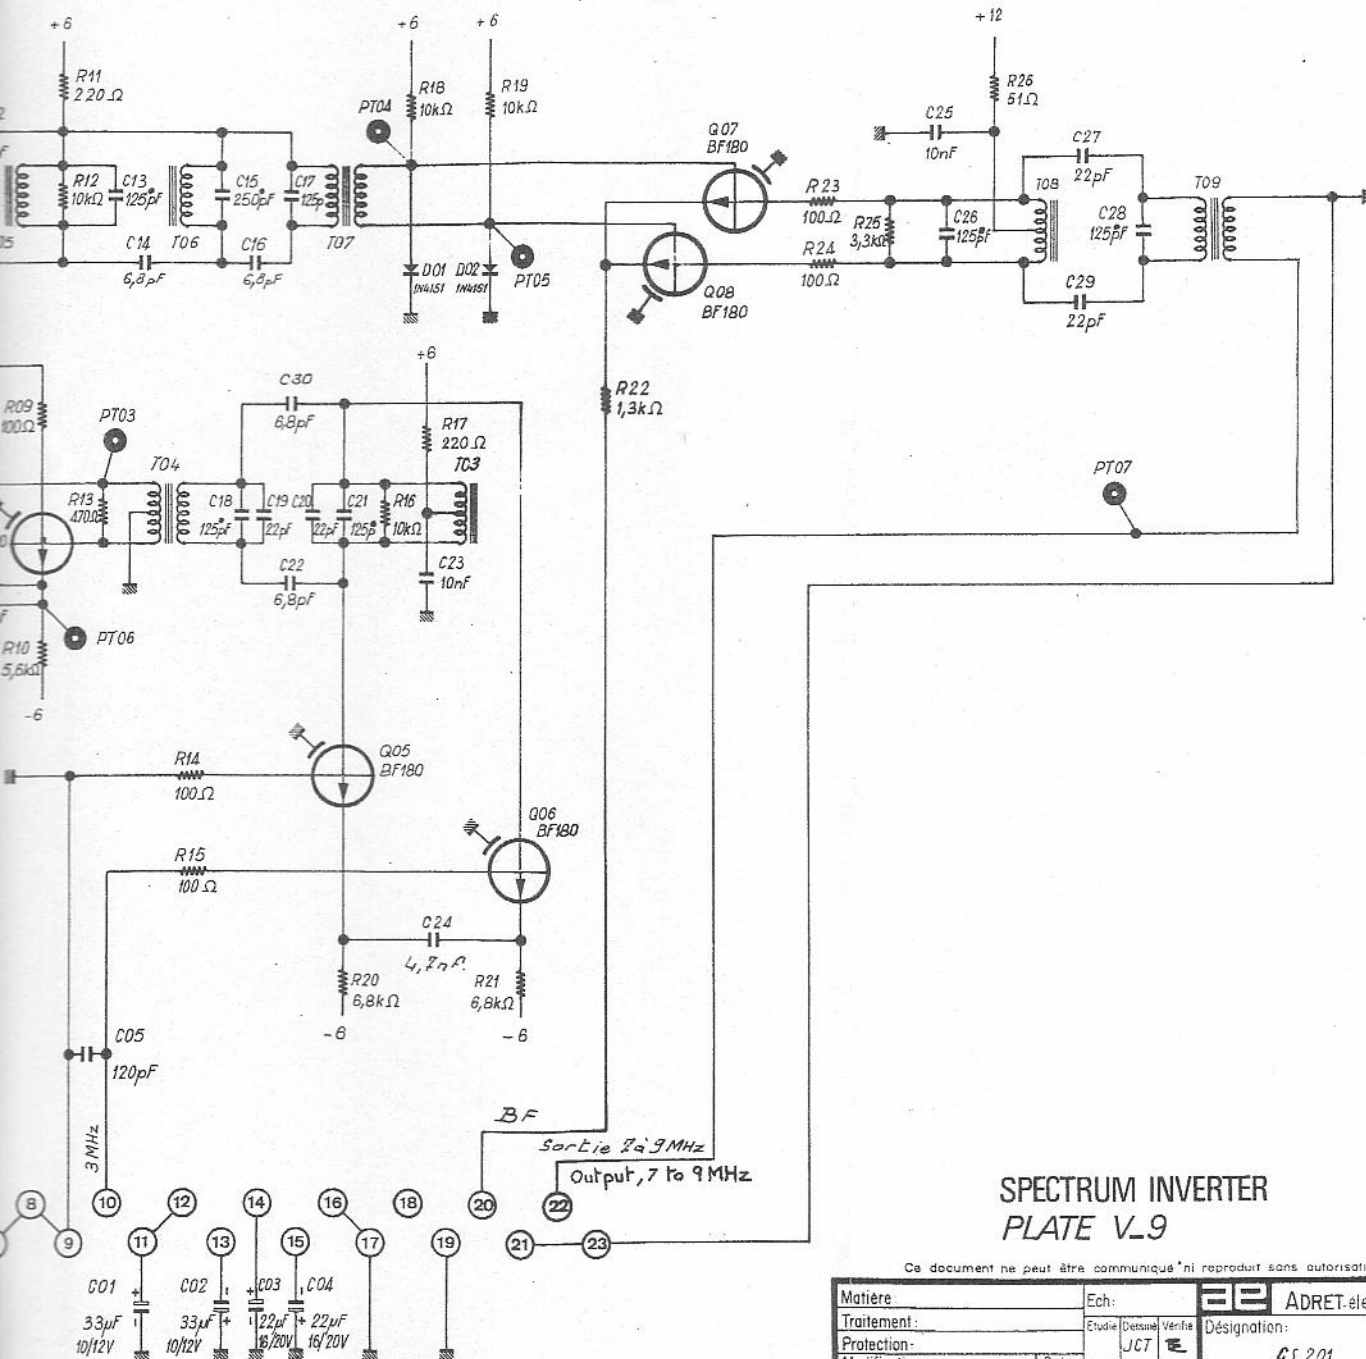 +6
+6
+6
+12
R11
220Ω
R18
10kΩ
R19
10kΩ
R26
51Ω
PT04
C25
10nF
Q07
BF180
C27
22pF
R12
10kΩ
C13
125pF
C15
250pF
C17
125p
R23
100Ω
T08
T09
R25
3,3kΩ
C26
125pF
C28
125pF
C14
6,8pF
T06
C16
6,8pF
T07
R24
100Ω
D01
1N4151
D02
1N4151
PT05
Q08
BF180
C29
22pF
+6
C30
6,8pF
R22
1,3kΩ
R09
100Ω
PT03
R17
220Ω
T04
T03
PT07
R13
470Ω
C18
125pF
C19
22pF
C20
22pF
C21
125p
R16
10kΩ
C22
6,8pF
C23
10nF
PT06
R10
5,6kΩ
-6
R14
100Ω
Q05
BF180
Q06
BF180
R15
100Ω
C24
4,7nF.
R20
6,8kΩ
R21
6,8kΩ
-6
-6
C05
120pF
3MHz
BF
Sortie 7à9MHz
Output, 7 to 9MHz
8
10
12
14
16
18
20
22
9
11
13
15
17
19
21
23
SPECTRUM INVERTER
PLATE V_9
C01
33µF
10/12V
C02
33µF
10/12V
C03
22µF
16/20V
C04
22µF
16/20V
Ce document ne peut être communiqué ni reproduit sans
Matière:
Ech:
ae ADRET-
Traitement:
Etudie Dessiné Vérifié
Désignation:
Protection:
JCT